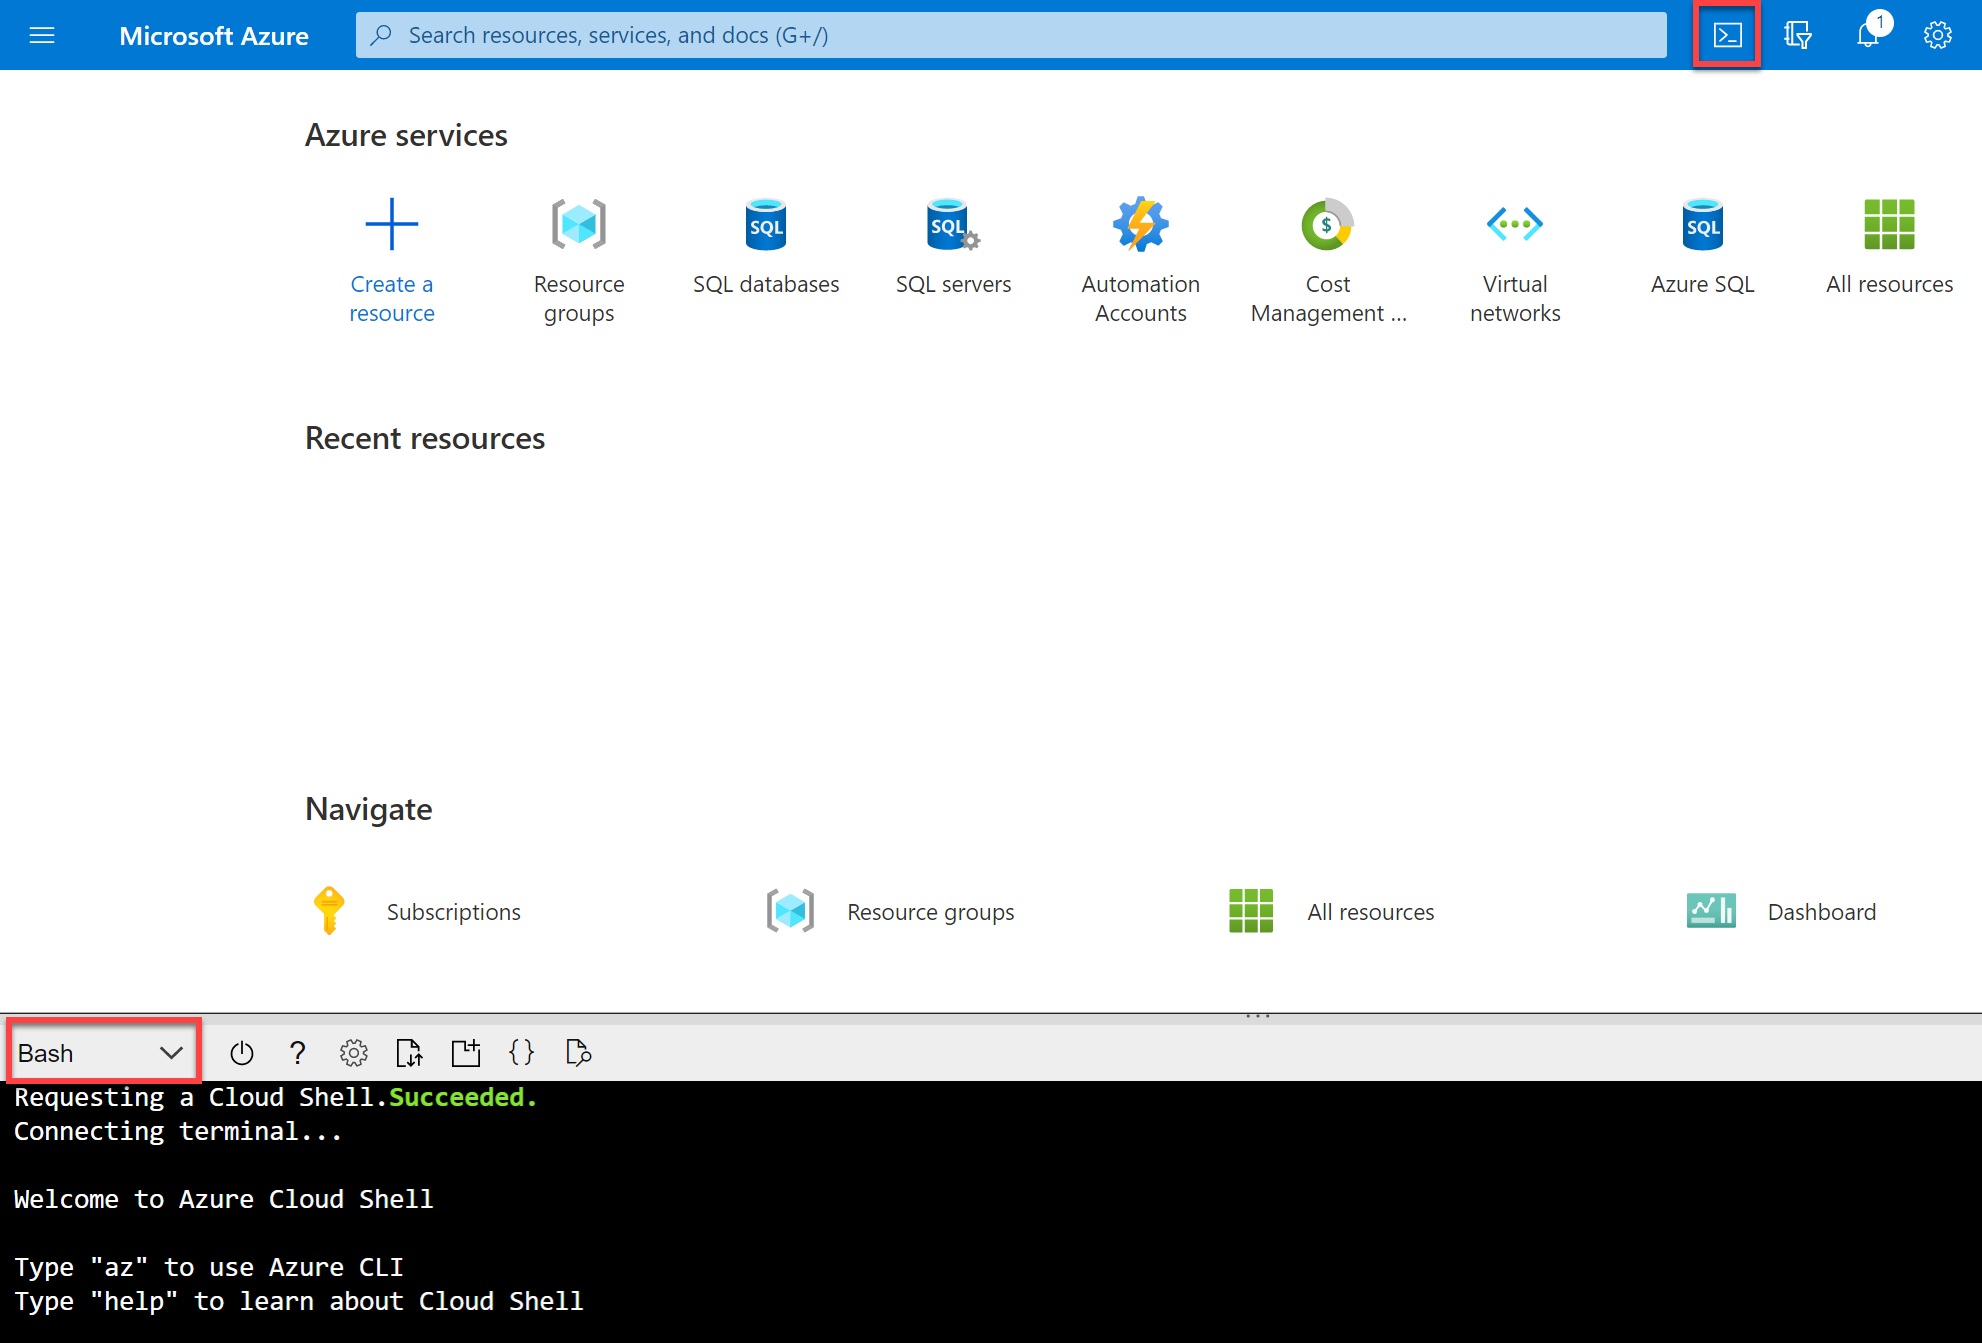 Microsoft Azure
Search resources, services, and docs (G+/)
1
Azure services
Create a
resource
Resource
groups
SQL
SQL databases
SQL
SQL servers
Automation
Accounts
$
Cost
Management ...
Virtual
networks
SQL
Azure SQL
All resources
Recent resources
Navigate
Subscriptions
Resource groups
All resources
Dashboard
Bash
?
{}
Requesting a Cloud Shell.Succeeded.
Connecting terminal...
Welcome to Azure Cloud Shell
Type "az" to use Azure CLI
Type "help" to learn about Cloud Shell